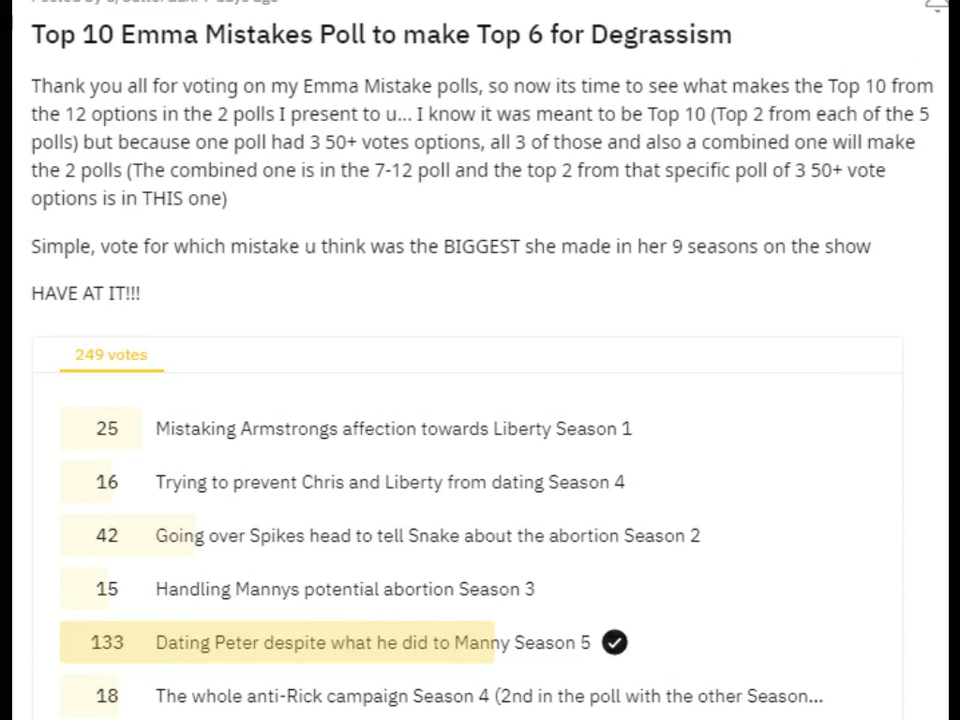 Top 10 Emma Mistakes Poll to make Top 6 for Degrassism
Thank you all for voting on my Emma Mistake polls, so now its time to see what makes the Top 10 from
the 12 options in the 2 polls I present to u... I know it was meant to be Top 10 (Top 2 from each of the 5
polls) but because one poll had 3 50+ votes options, all 3 of those and also a combined one will make
the 2 polls (The combined one is in the 7-12 poll and the top 2 from that specific poll of 3 50+ vote
options is in THIS one)
Simple, vote for which mistake u think was the BIGGEST she made in her 9 seasons on the show
HAVE AT IT!!!
249 votes
25 Mistaking Armstrongs affection towards Liberty Season 1
16 Trying to prevent Chris and Liberty from dating Season 4
42 Going over Spikes head to tell Snake about the abortion Season 2
15 Handling Mannys potential abortion Season 3
133 Dating Peter despite what he did to Manny Season 5
18 The whole anti-Rick campaign Season 4 (2nd in the poll with the other Season...